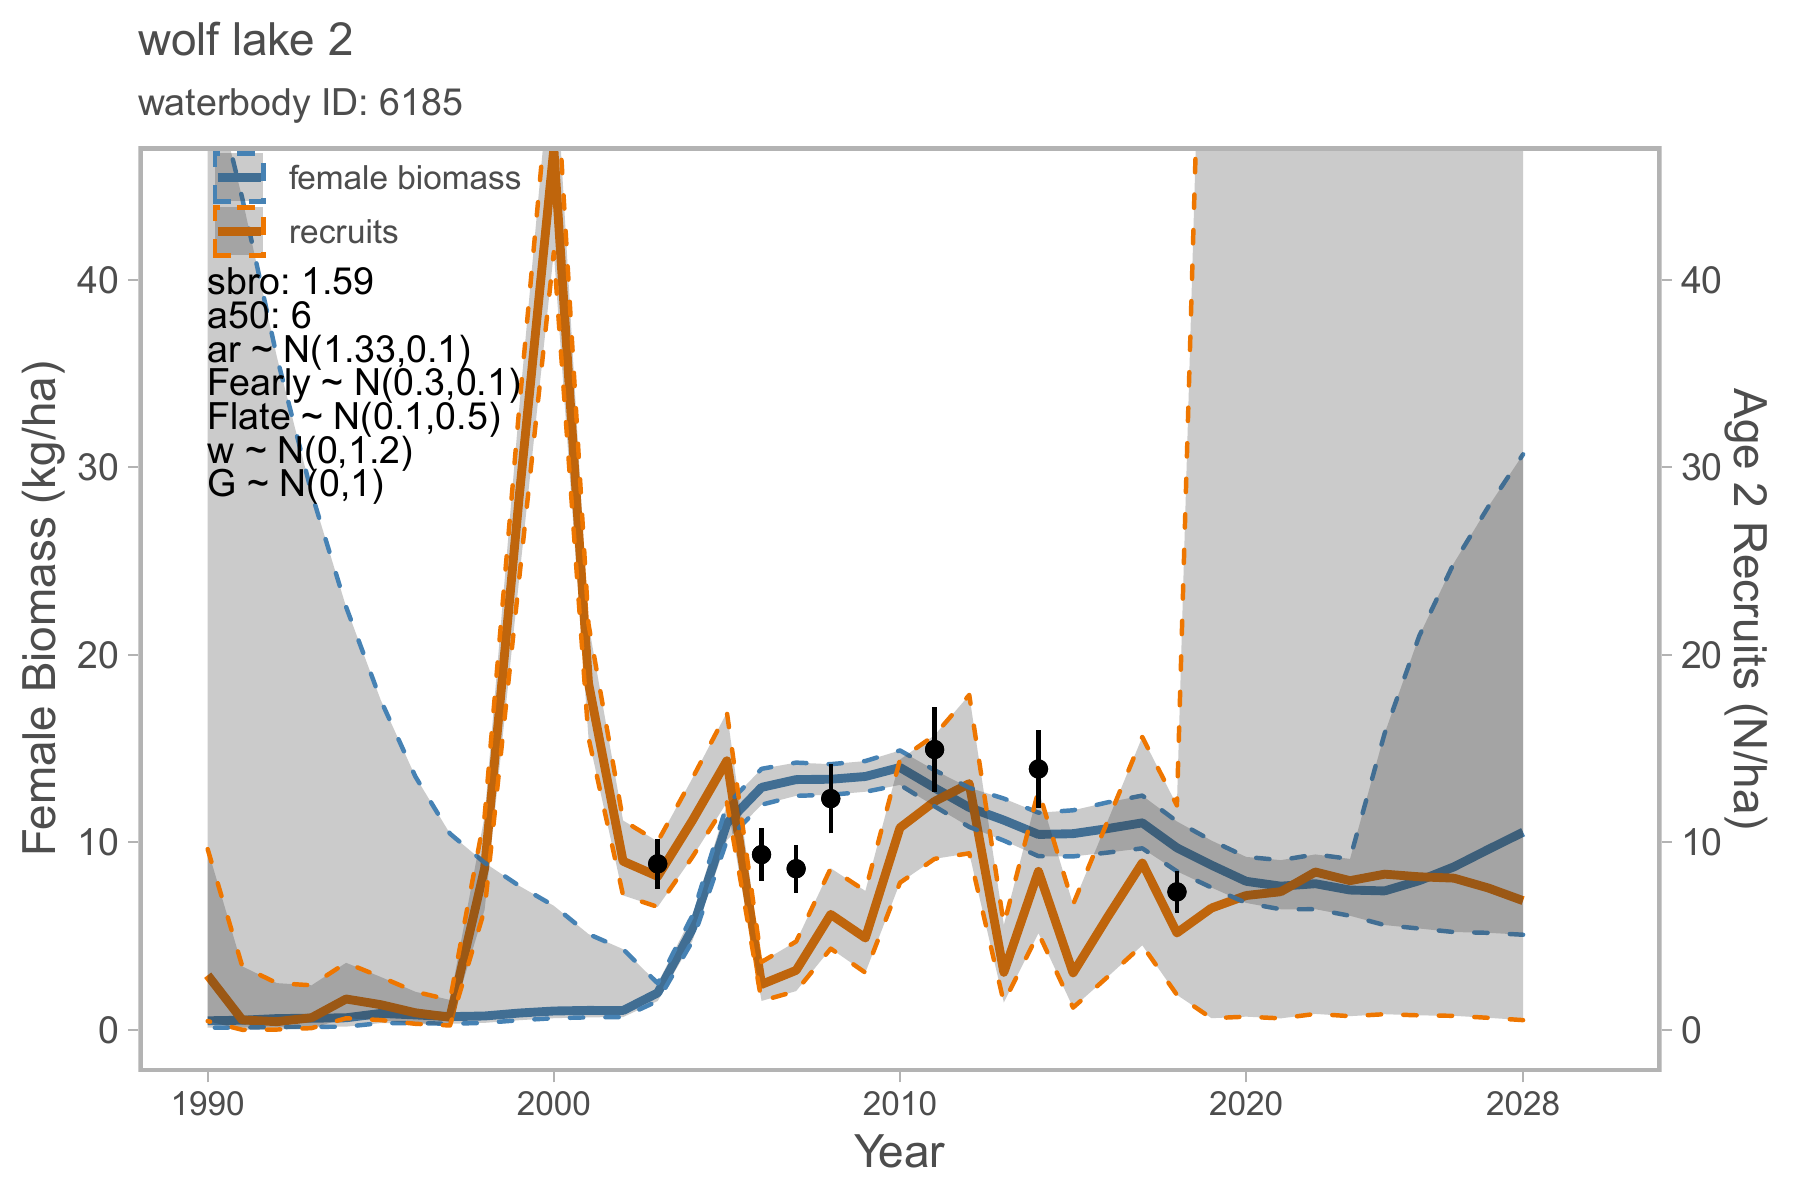 wolf lake 2
waterbody ID: 6185
female biomass
recruits
sbro: 1.59
a50: 6
ar ~ N(1.33,0.1)
Fearly ~ N(0.3,0.1)
Flate ~ N(0.1,0.5)
w ~ N(0,1.2)
G ~ N(0,1)
Female Biomass (kg/ha)
40
30
20
10
0
40
30
20
10
0
Age 2 Recruits (N/ha)
1990
2000
2010
2020
2028
Year